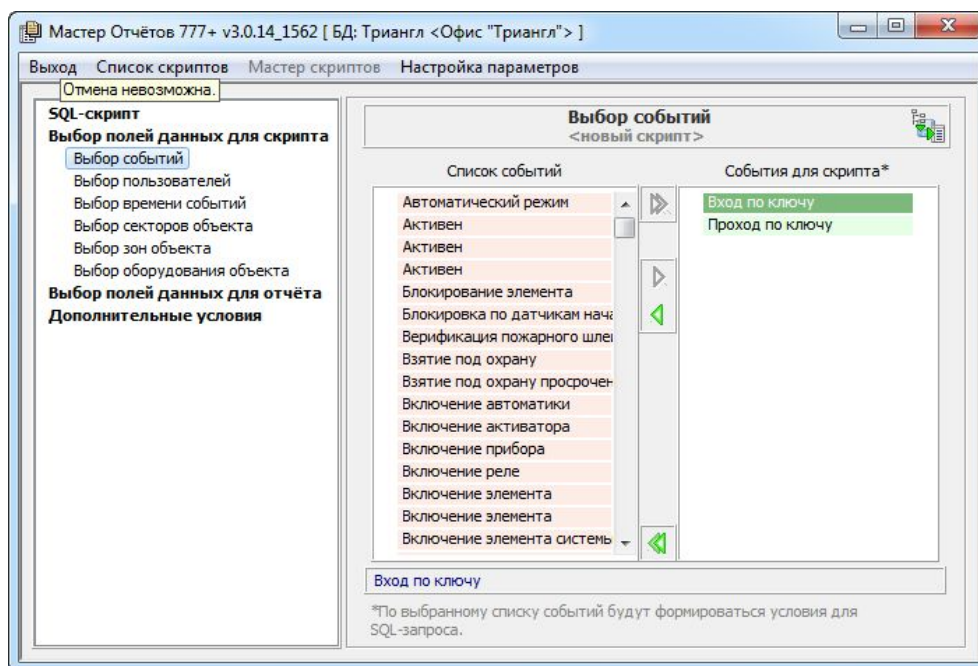 Мастер Отчётов 777+ v3.0.14_1562 [ БД: Триангл <Офис "Триангл"> ]
Выход Список скриптов Мастер скриптов Настройка параметров
Отмена невозможна.
SQL-скрипт
Выбор полей данных для скрипта
Выбор событий
Выбор пользователей
Выбор времени событий
Выбор секторов объекта
Выбор зон объекта
Выбор оборудования объекта
Выбор полей данных для отчёта
Дополнительные условия
Выбор событий
<новый скрипт>
Список событий
Автоматический режим
Активен
Активен
Активен
Блокирование элемента
Блокировка по датчикам нача
Верификация пожарного шле
Взятие под охрану
Взятие под охрану просрочен
Включение автоматики
Включение активатора
Включение прибора
Включение реле
Включение элемента
Включение элемента
Включение элемента системы
События для скрипта*
Вход по ключу
Проход по ключу
Вход по ключу
*По выбранному списку событий будут формироваться условия для
SQL-запроса.